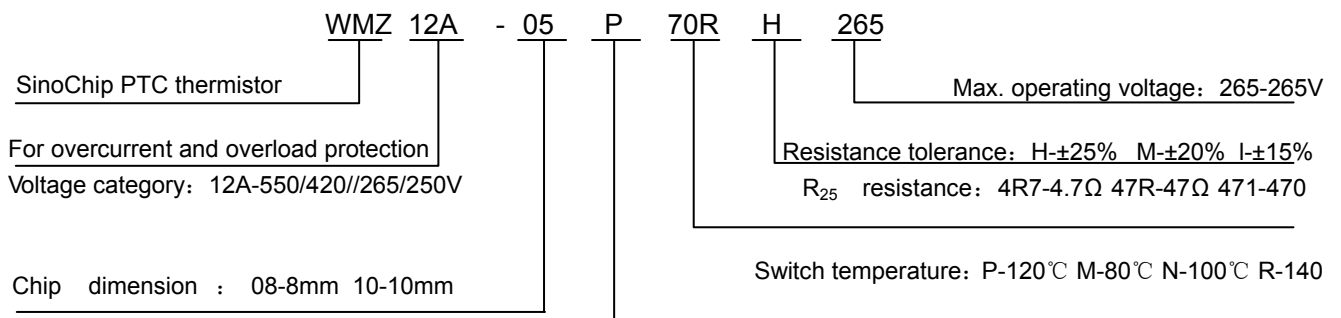 WMZ 12A - 05 P 70R H 265
SinoChip PTC thermistor
Max. operating voltage：265-265V
For overcurrent and overload protection
Resistance tolerance：H-±25% M-±20% I-±15%
Voltage category：12A-550/420//265/250V
R₂₅ resistance：4R7-4.7Ω 47R-47Ω 471-470
Switch temperature：P-120℃ M-80℃ N-100℃ R-140
Chip dimension ： 08-8mm 10-10mm